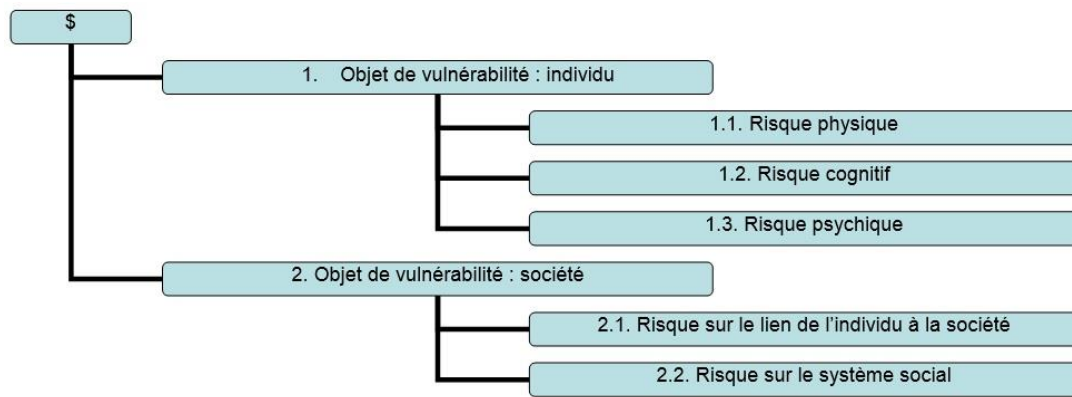 $
1. Objet de vulnérabilité : individu
1.1. Risque physique
1.2. Risque cognitif
1.3. Risque psychique
2. Objet de vulnérabilité : société
2.1. Risque sur le lien de l'individu à la société
2.2. Risque sur le système social